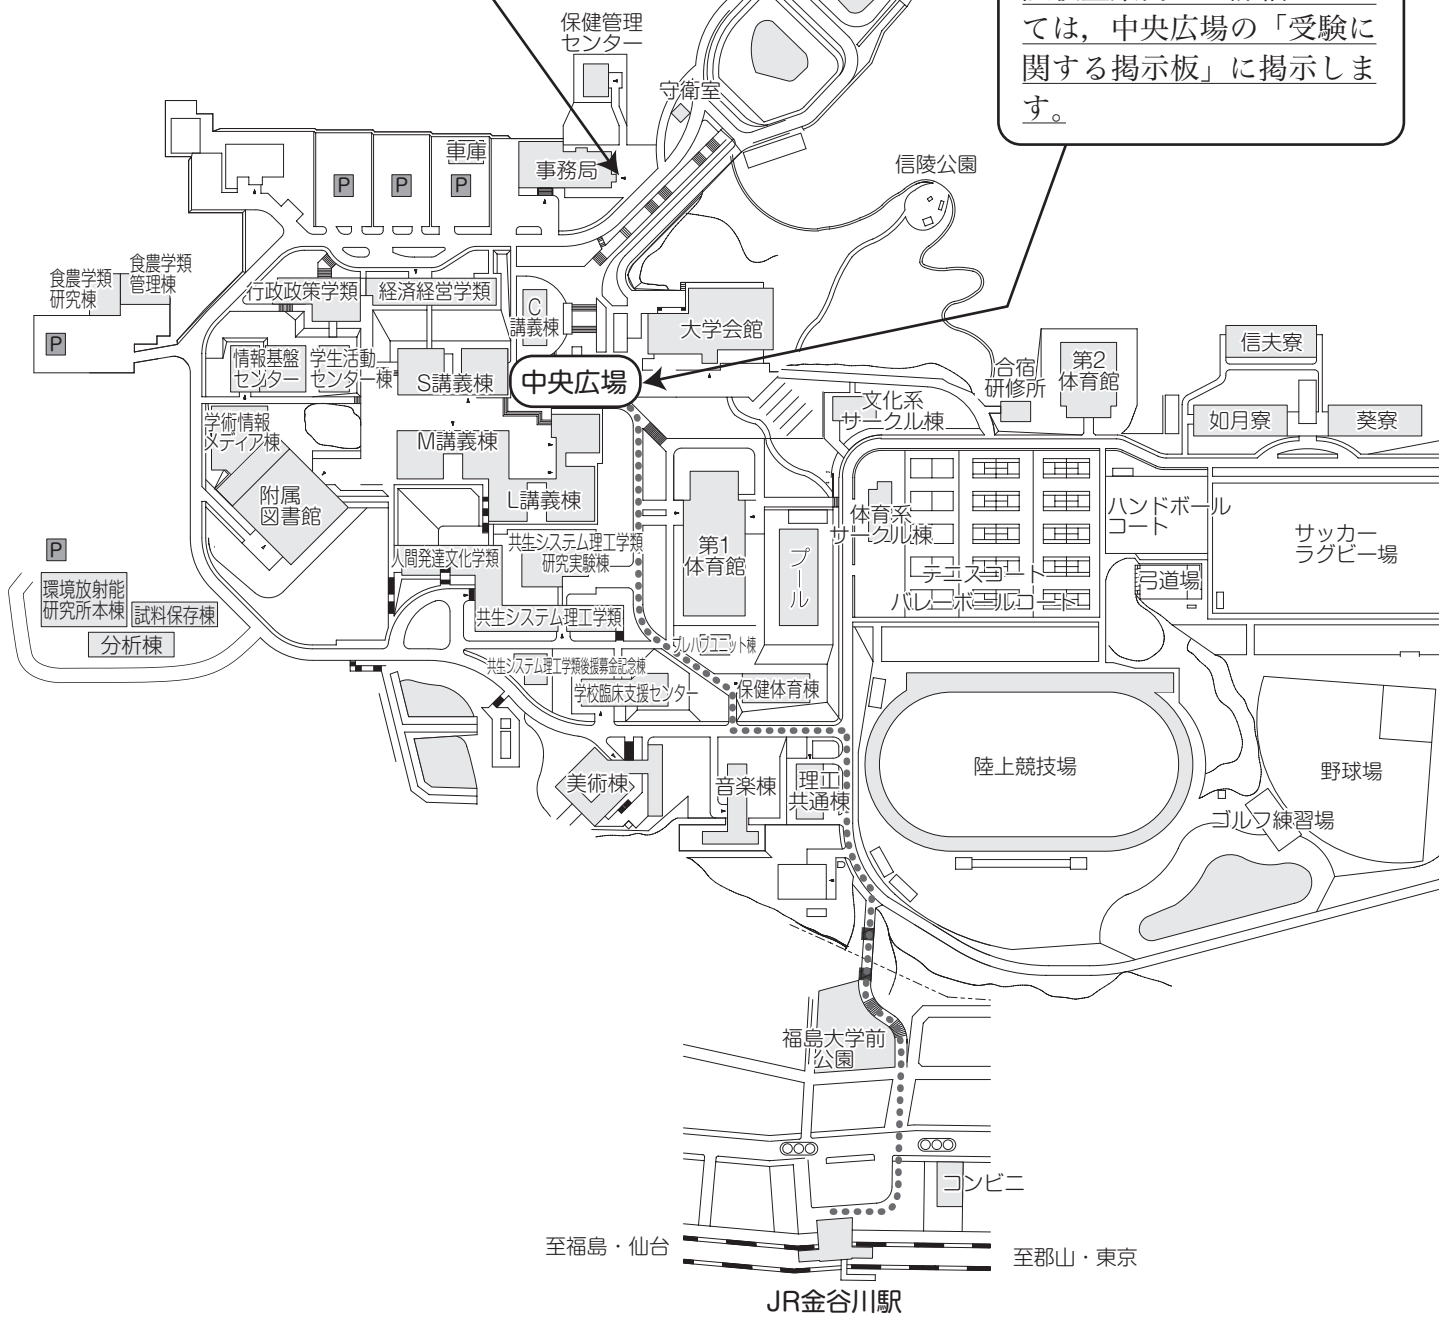 ては，中央広場の「受験に
関する掲示板」に掲示しま
す。
保健管理
センター
守衛室
車庫
事務局
P
P
P
信陵公園
食農学類
研究棟
食農学類
管理棟
P
行政政策学類
経済経営学類
C
講義棟
大学会館
情報基盤
センター
学生活動
センター棟
S講義棟
中央広場
合宿
研修所
第2
体育館
信夫寮
如月寮
葵寮
文化系
サークル棟
学術情報
メディア棟
M講義棟
L講義棟
附属
図書館
体育系
サークル棟
ハンドボール
コート
サッカー
ラグビー場
P
人間発達文化学類
共生システム理工学類
研究実験棟
第1
体育館
プール
テニスコート
バレーボールコート
弓道場
環境放射能
研究所本棟
試料保存棟
分析棟
共生システム理工学類
プレハブユニット棟
共生システム理工学類後援募金記念棟
学校臨床支援センター
保健体育棟
美術棟
音楽棟
理工
共通棟
陸上競技場
野球場
ゴルフ練習場
福島大学前
公園
コンビニ
至福島・仙台
至郡山・東京
JR金谷川駅